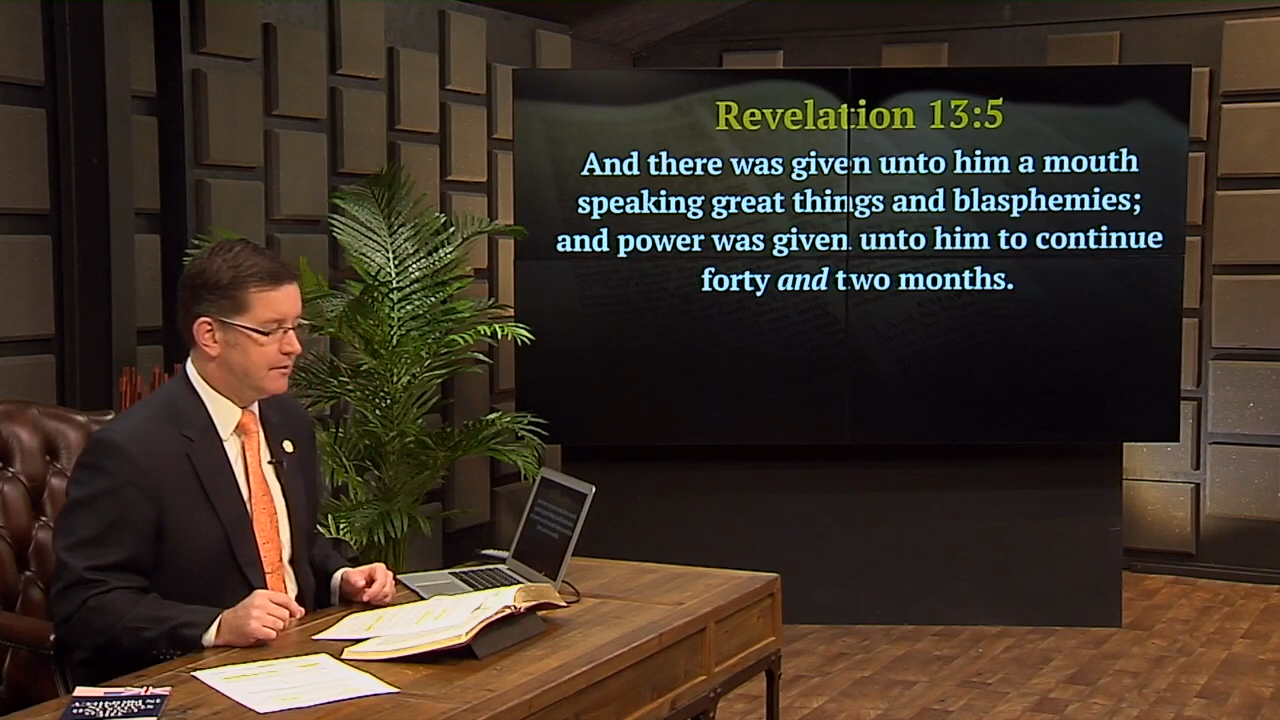 Revelation 13:5
And there was given unto him a mouth
speaking great things and blasphemies;
and power was given unto him to continue
forty and two months.